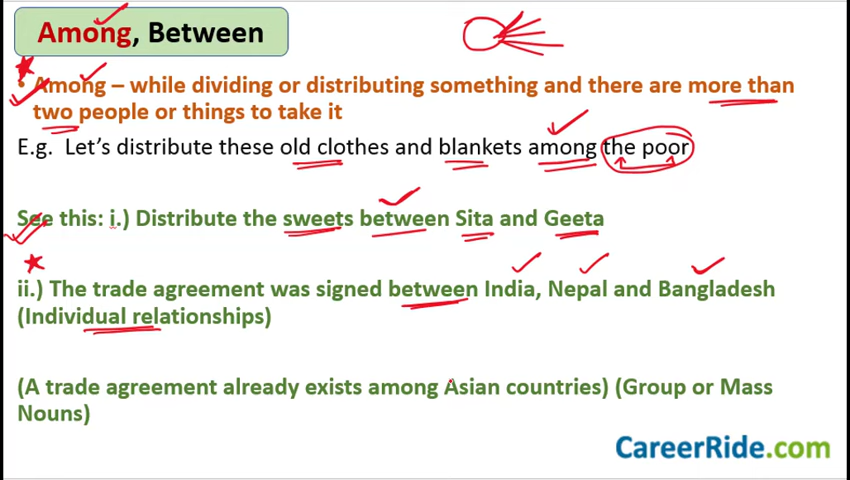 Among, Between
• Among – while dividing or distributing something and there are more than
two people or things to take it
E.g. Let's distribute these old clothes and blankets among the poor
See this: i.) Distribute the sweets between Sita and Geeta
ii.) The trade agreement was signed between India, Nepal and Bangladesh
(Individual relationships)
(A trade agreement already exists among Asian countries) (Group or Mass
Nouns)
CareerRide.com